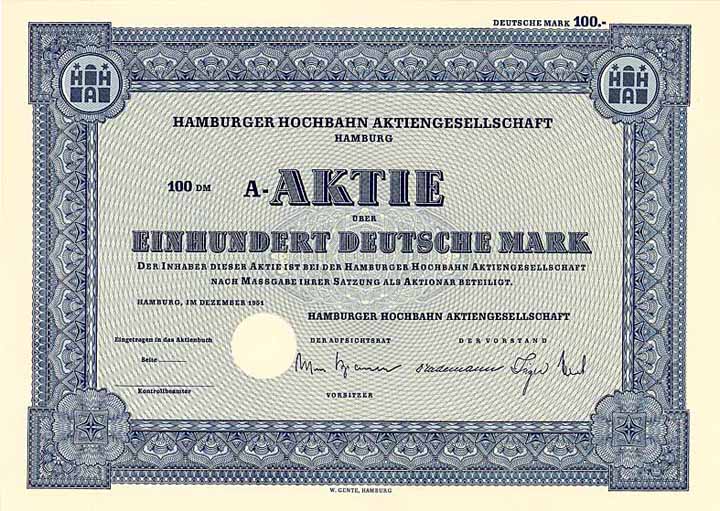 DEUTSCHE MARK 100.-
H H A
H H A
HAMBURGER HOCHBAHN AKTIENGESELLSCHAFT
HAMBURG
100 DM A-AKTIE
ÜBER
EINHUNDERT DEUTSCHE MARK
DER INHABER DIESER AKTIE IST BEI DER HAMBURGER HOCHBAHN AKTIENGESELLSCHAFT
NACH MASSGABE IHRER SATZUNG ALS AKTIONÄR BETEILIGT.
HAMBURG, IM DEZEMBER 1951
HAMBURGER HOCHBAHN AKTIENGESELLSCHAFT
Eingetragen in das Aktienbuch
DER AUFSICHTSRAT DER VORSTAND
Seite
Kontrollbeamter
VORSITZER
W. GENTE, HAMBURG